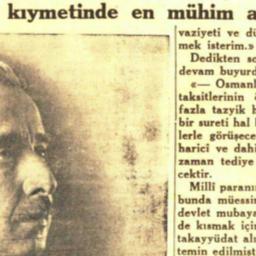 kıymetinde en mühim a
vaziyeti ve dü
mek isterim.»
Dedikten so
devam buyurd
«— Osmanl
taksitlerinin
fazla tazyik
bir sureti hal
lerle görüşece
harici ve dahi
zaman tediye
cektir.
Milli paranı
bunda müessi
devlet mubaya
de kısmak içi
takayyüdat al
temin edilmist